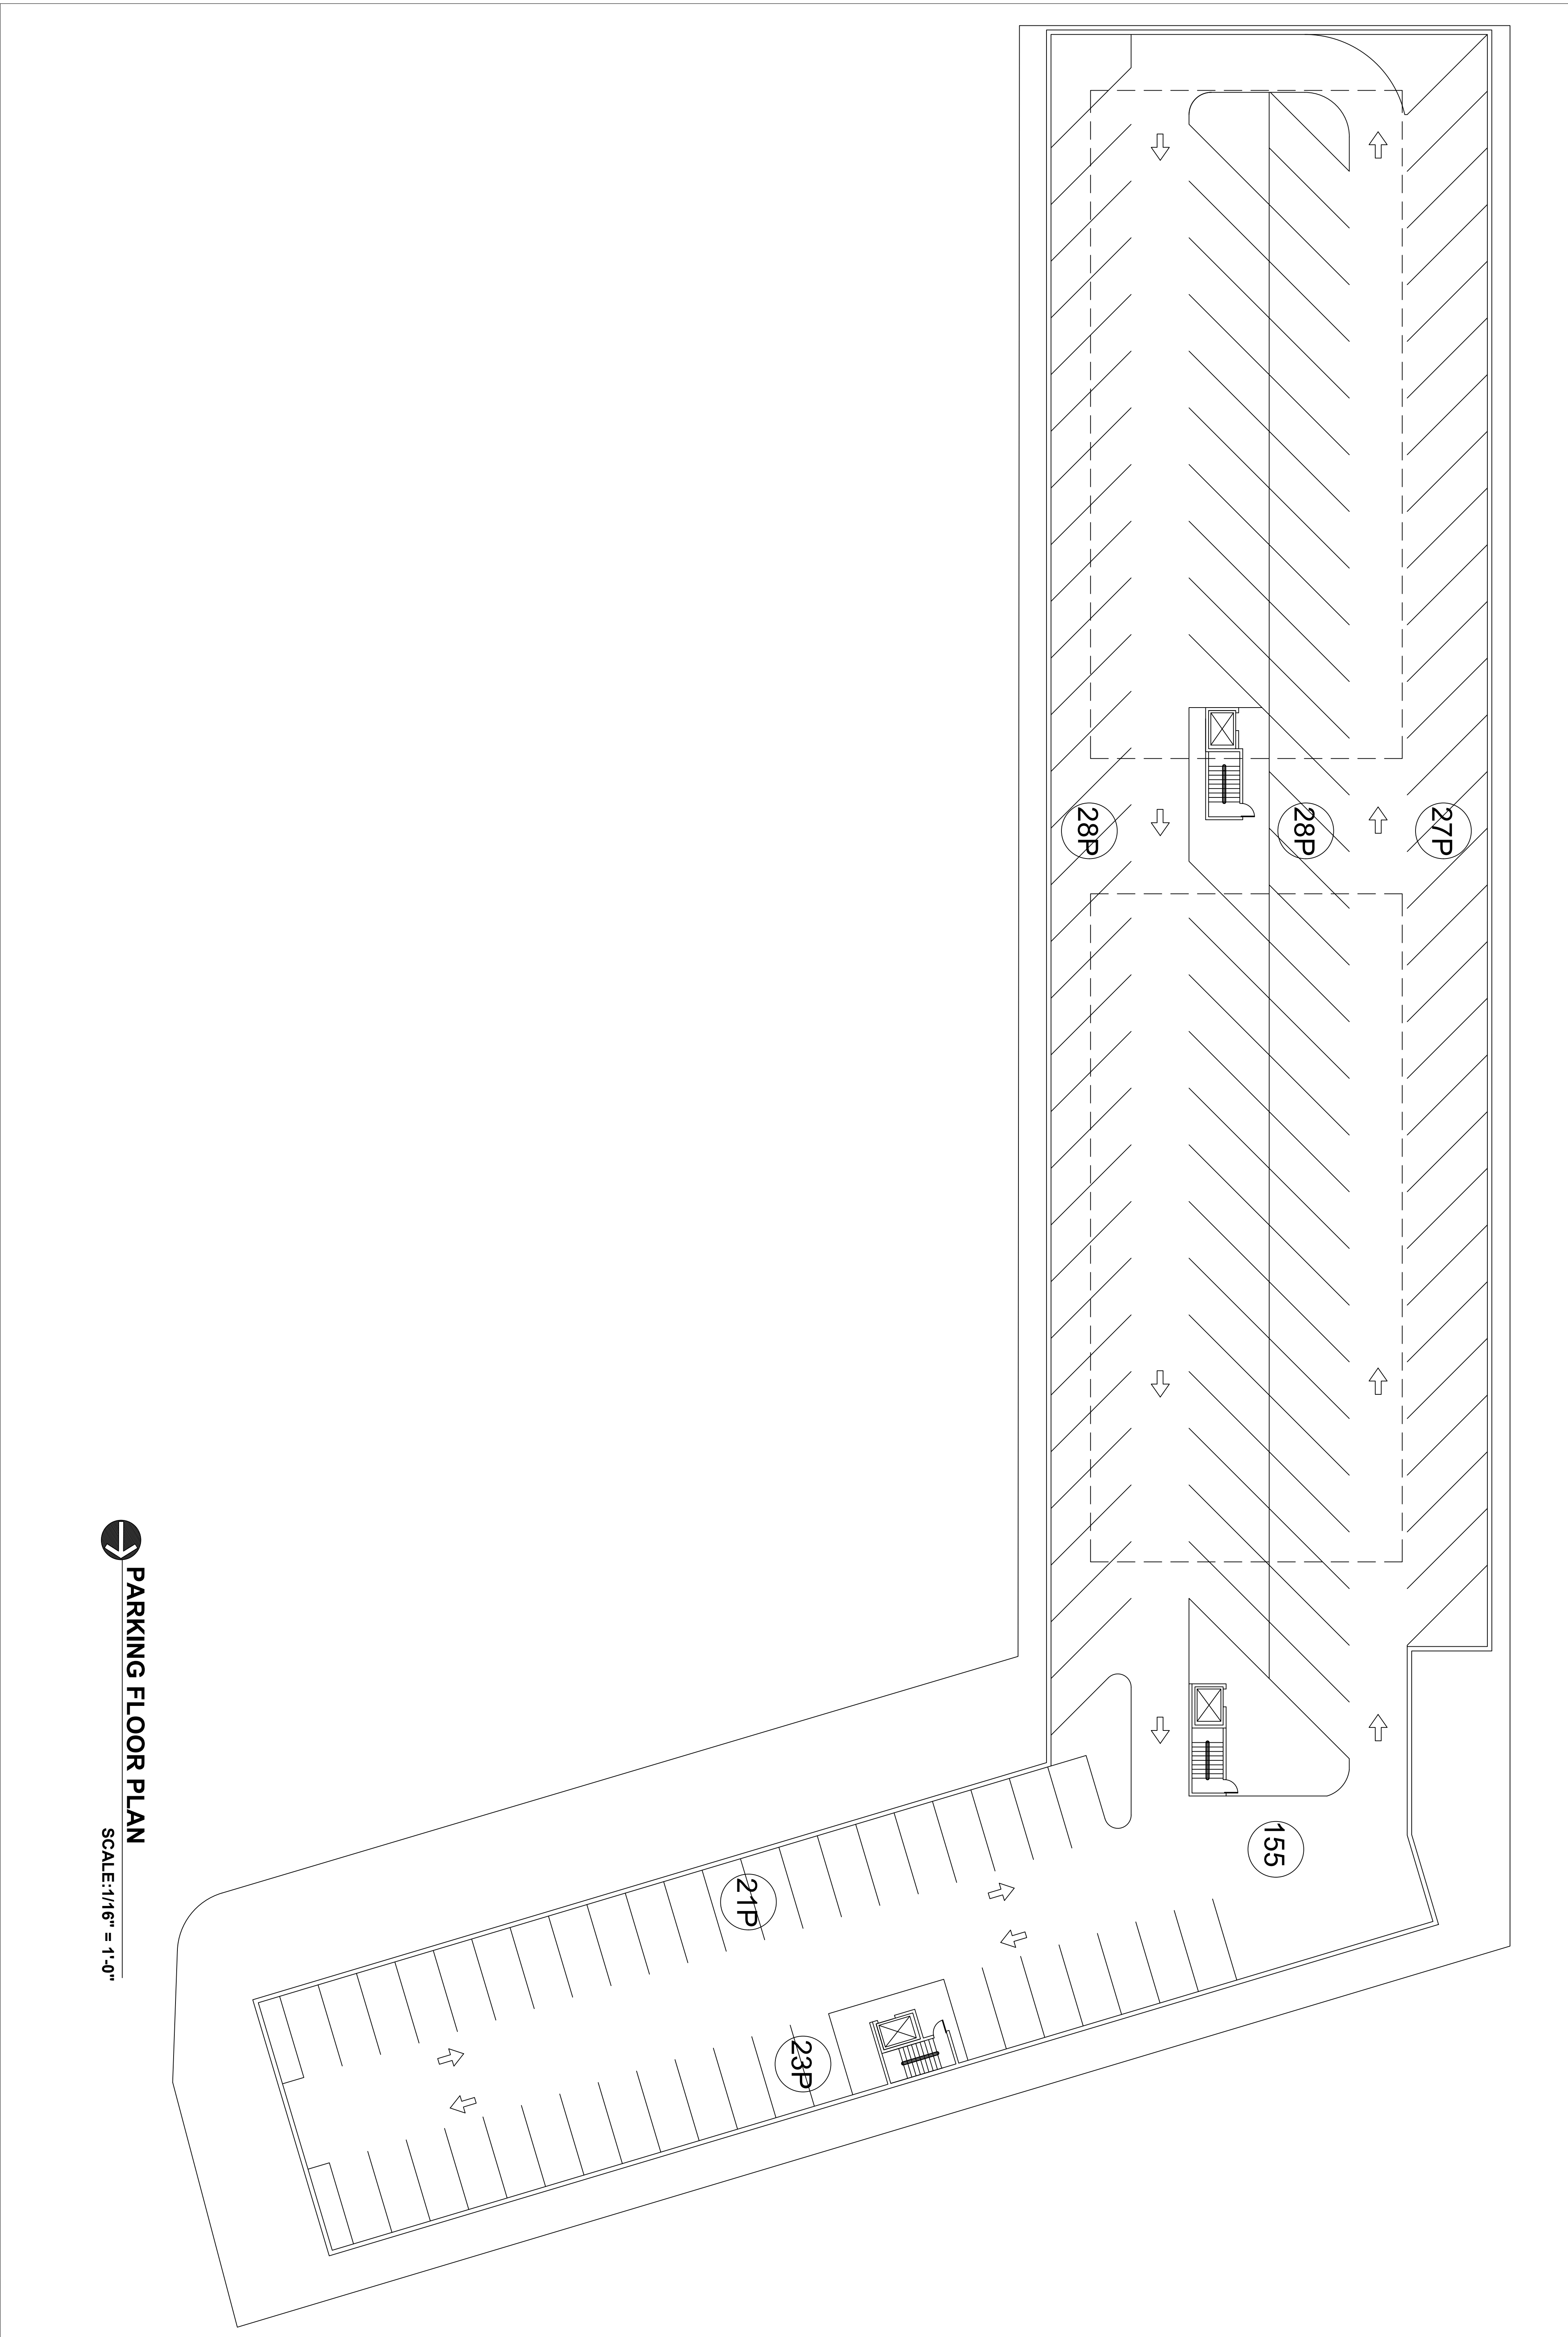 28P
28P
27P
155
21P
23P
PARKING FLOOR PLAN
SCALE:1/16" = 1'-0"